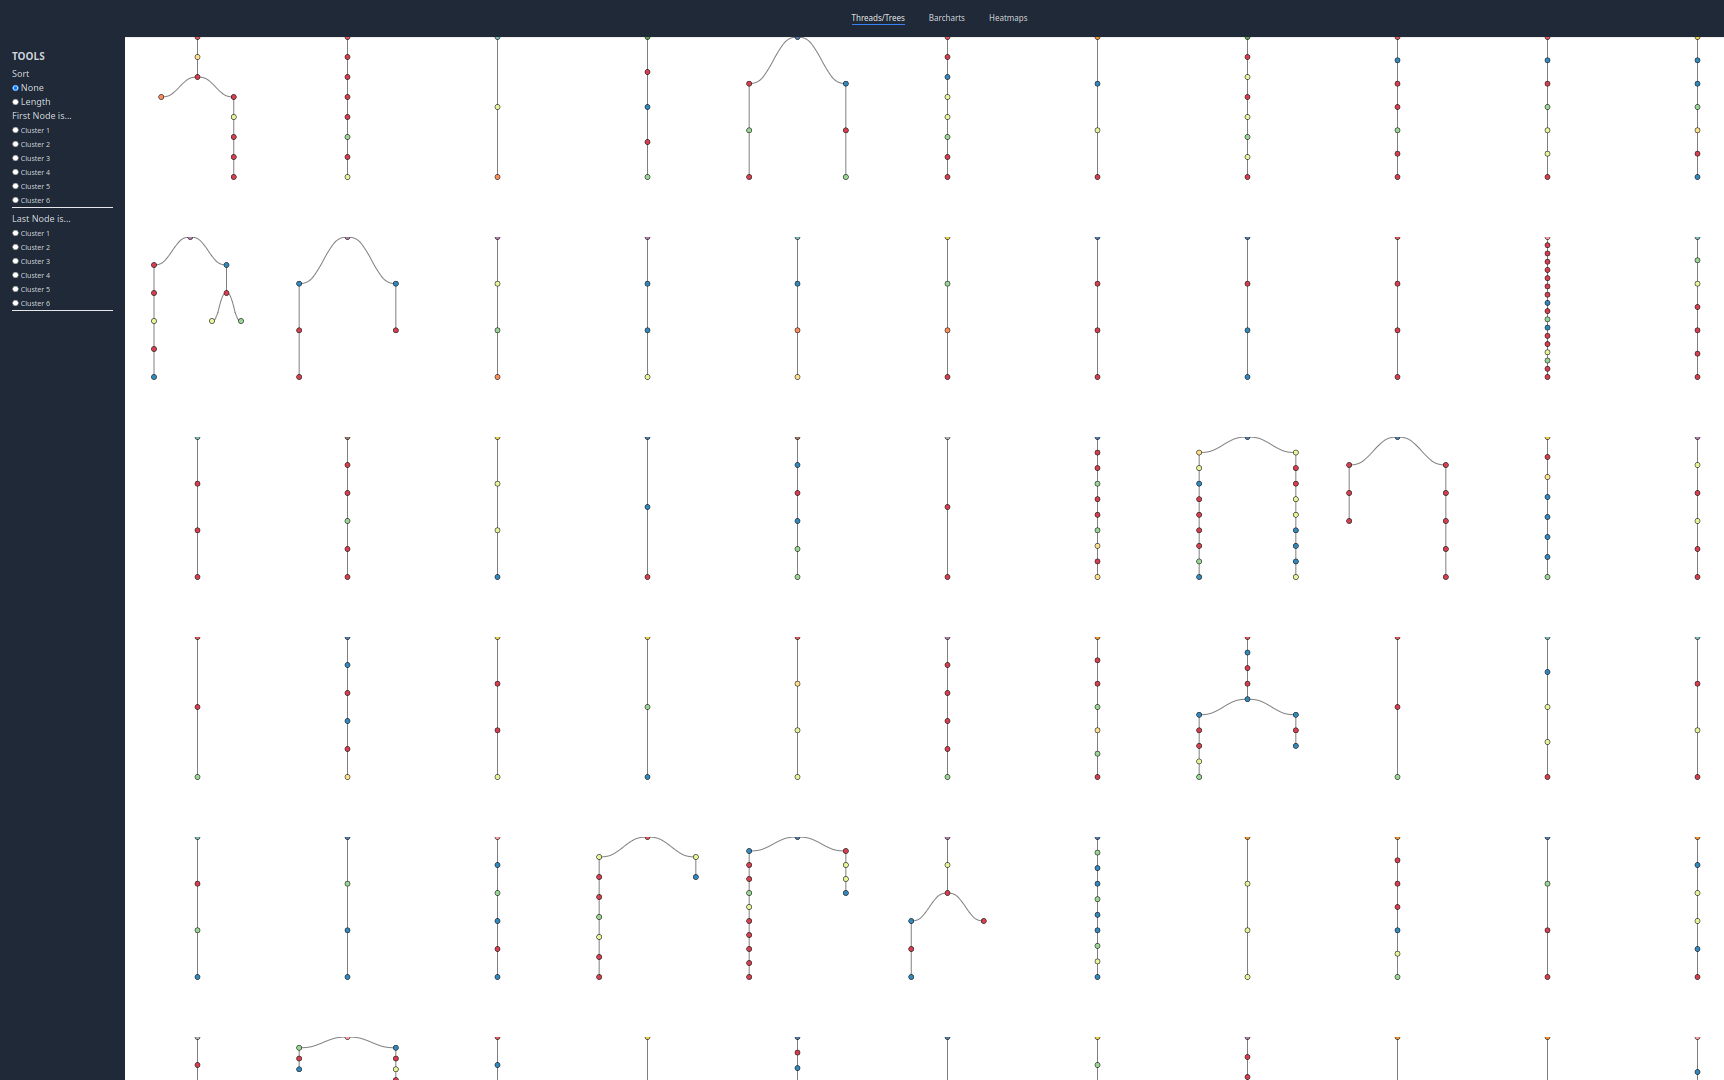 Threads/Trees
Barcharts
Heatmaps
TOOLS
Sort
None
Length
First Node is...
Cluster 1
Cluster 2
Cluster 3
Cluster 4
Cluster 5
Cluster 6
Last Node is...
Cluster 1
Cluster 2
Cluster 3
Cluster 4
Cluster 5
Cluster 6